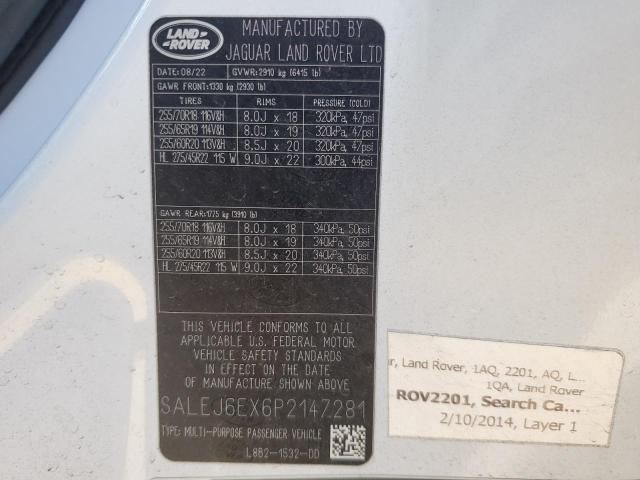 LAND
ROVER
MANUFACTURED BY
JAGUAR LAND ROVER LTD
DATE: 08/22 GVWR: 2910 kg (6415 lb)
GAWR FRONT: 1330 kg (2930 lb)
TIRES RIMS PRESSURE (COLD)
255/70R18 116V&H 8.0J x 18 320kPa, 47psi
255/65R19 114V&H 8.0J x 19 320kPa, 47psi
255/60R20 113V&H 8.5J x 20 320kPa, 47psi
HL 275/45R22 115 W 9.0J x 22 300kPa, 44psi
GAWR REAR: 1775 kg (3910 lb)
255/70R18 116V&H 8.0J x 18 340kPa, 50psi
255/65R19 114V&H 8.0J x 19 340kPa, 50psi
255/60R20 113V&H 8.5J x 20 340kPa, 50psi
HL 275/45R22 115 W 9.0J x 22 340kPa, 50psi
THIS VEHICLE CONFORMS TO ALL
APPLICABLE U.S. FEDERAL MOTOR
VEHICLE SAFETY STANDARDS
IN EFFECT ON THE DATE OF
MANUFACTURE SHOWN ABOVE
SALEJ6EX6P2147281
TYPE: MULTI-PURPOSE PASSENGER VEHICLE
L8B2-1532-DD
ar, Land Rover, 1AQ, 2201, AQ, L...
1QA, Land Rover
ROV2201, Search Ca...
2/10/2014, Layer 1